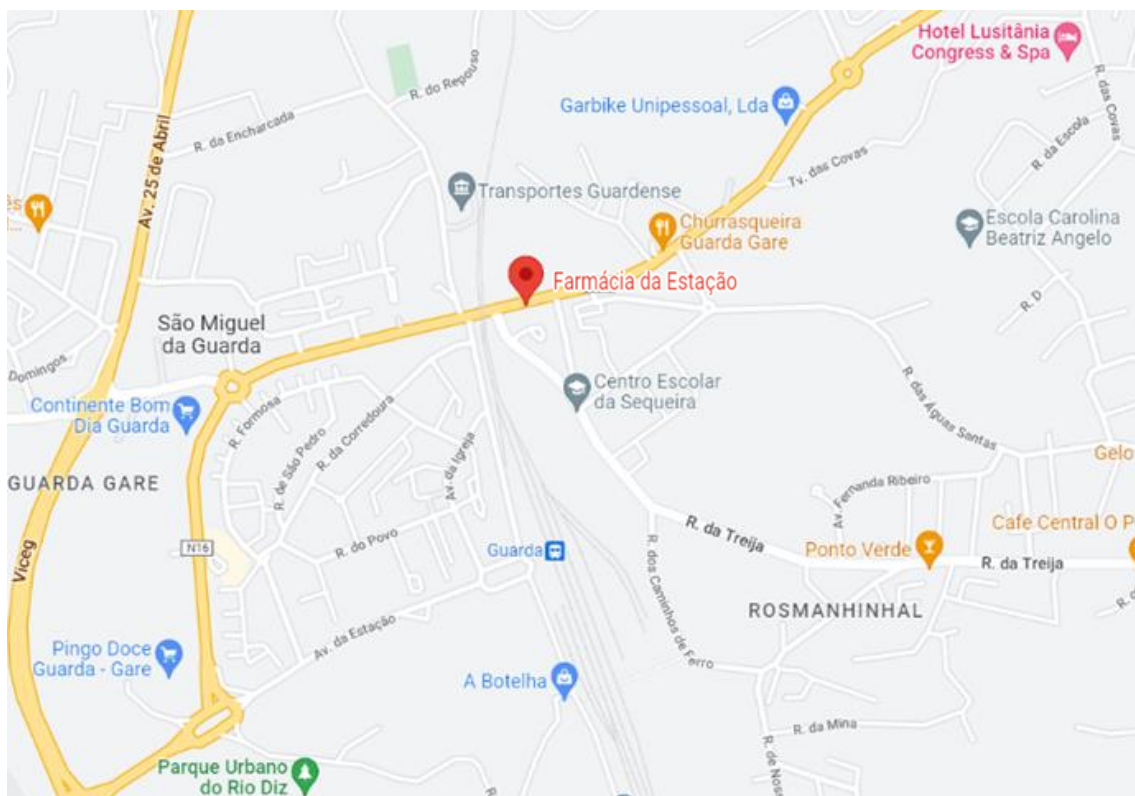 Hotel Lusitânia
Congress & Spa
R. do Repouso
Garbike Unipessoal, Lda
R. das Covas
Av. 25 de Abril
R. da Encharcada
R. da Escola
Tv. das Covas
Transportes Guardense
ês
l...
Churrasqueira
Guarda Gare
Escola Carolina
Beatriz Angelo
Farmácia da Estação
R. D
São Miguel
da Guarda
Domingos
Centro Escolar
da Sequeira
R. das Águas Santas
Continente Bom
Dia Guarda
R. Formosa
R. de São Pedro
R. da Corredoura
Av. da Igreja
Gelo
GUARDA GARE
Av. Fernanda Ribeiro
R. da Treija
Cafe Central O P
N16
R. do Povo
Guarda
Ponto Verde
R. da Treija
Viceg
R. dos Caminhos de Ferro
ROSMANHINHAL
R. d
Av. da Estação
Pingo Doce
Guarda - Gare
A Botelha
R. da Mina
R. de Noss
Parque Urbano
do Rio Diz